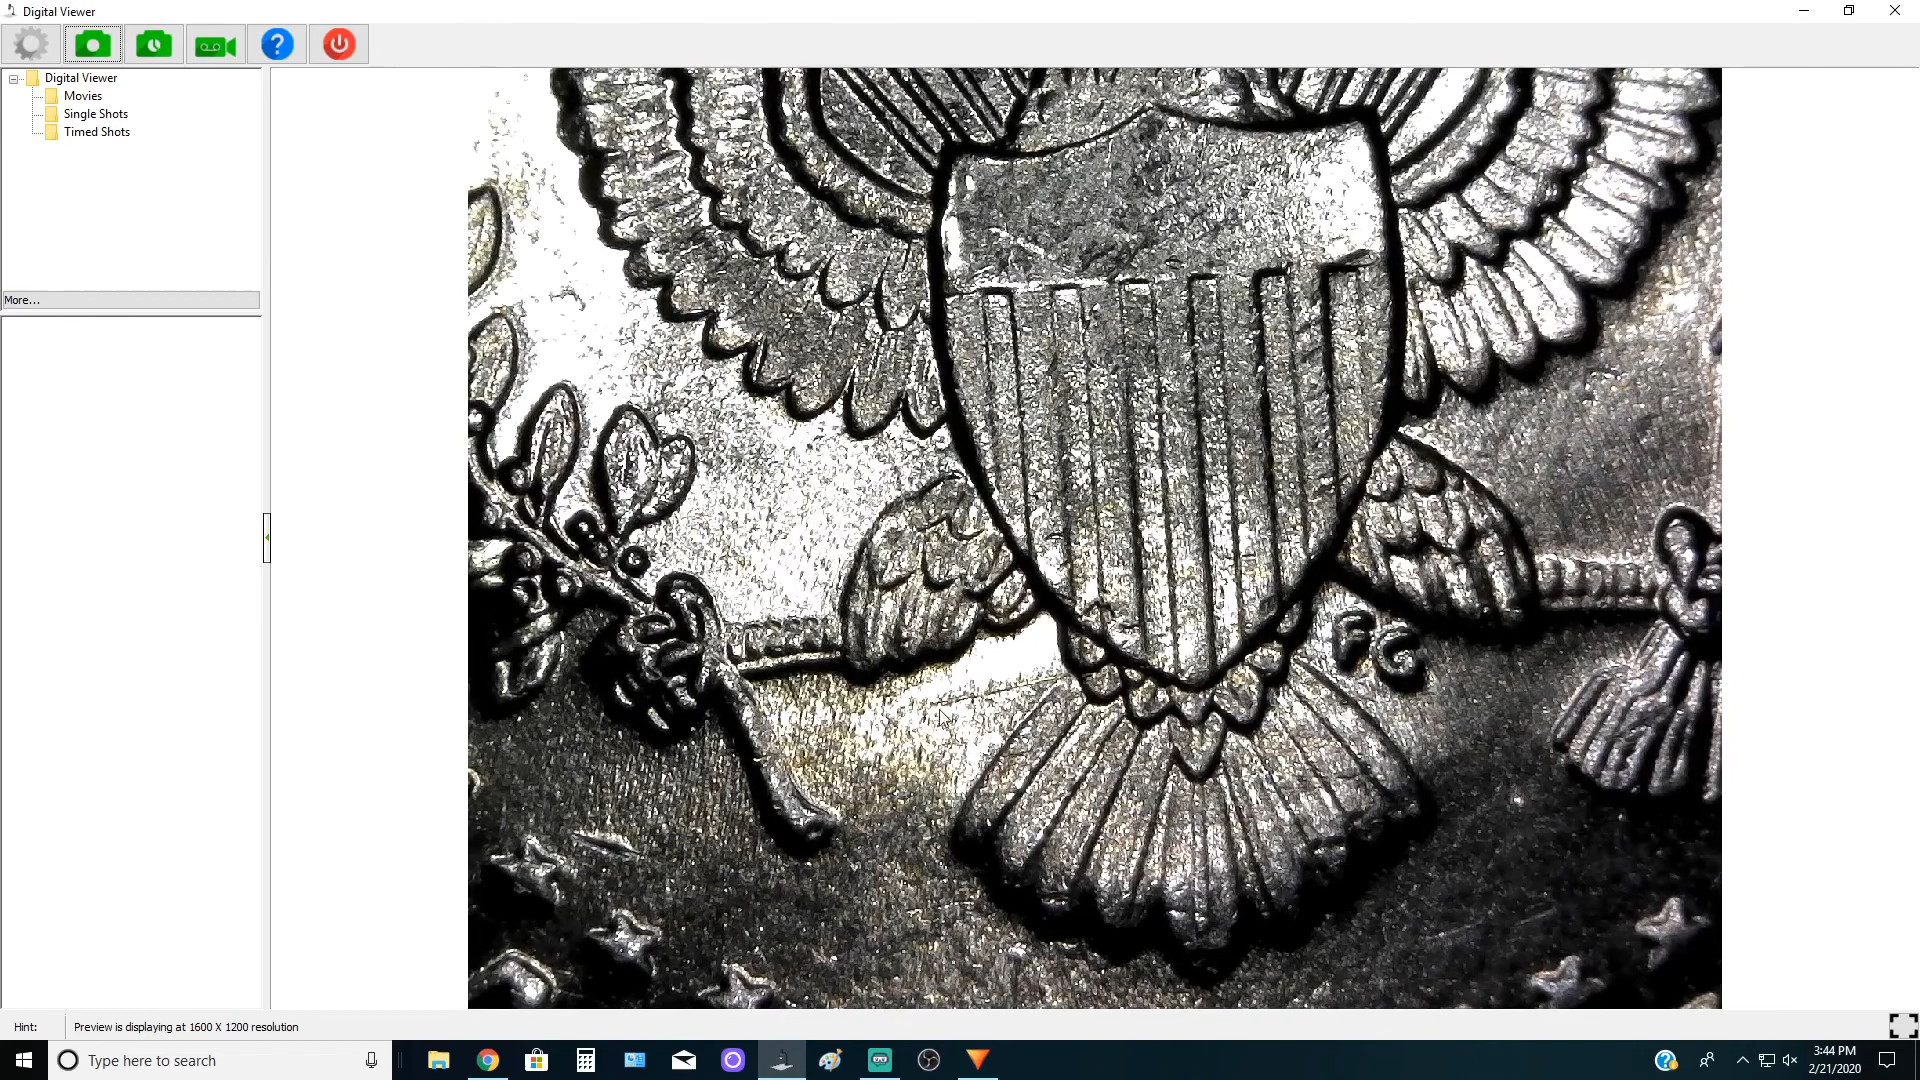 Digital Viewer
Digital Viewer
Movies
Single Shots
Timed Shots
More...
FG
Hint:
Preview is displaying at 1600 X 1200 resolution
Type here to search
3:44 PM
2/21/2020